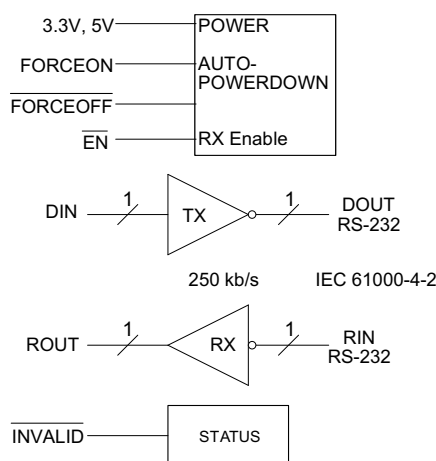 3.3V, 5V POWER
FORCEON AUTO-
POWERDOWN
FORCEOFF
EN RX Enable
1 1
DIN TX DOUT
RS-232
250 kb/s IEC 61000-4-2
1 1
ROUT RX RIN
RS-232
INVALID STATUS